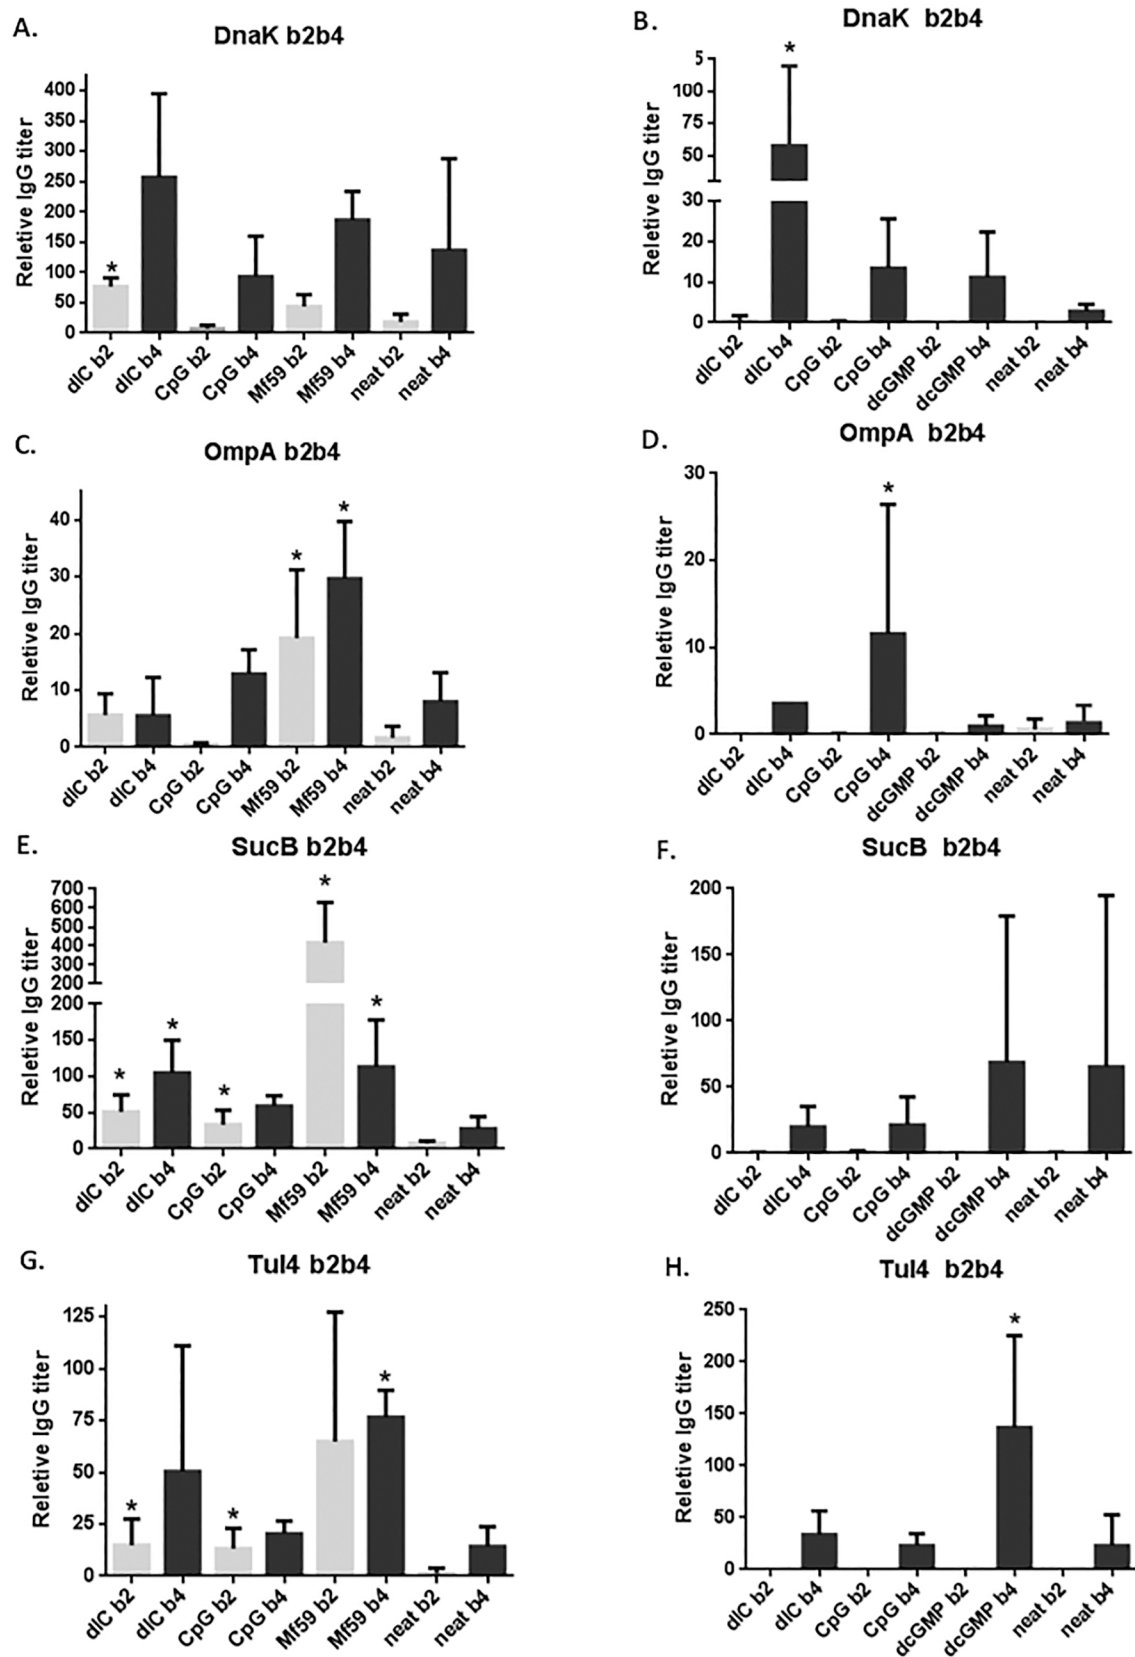 A.
DnaK b2b4
Reletive IgG titer
400
350
300
250
200
150
100
50
0
*
dIC b2
dIC b4
CpG b2
CpG b4
Mf59 b2
Mf59 b4
neat b2
neat b4
B.
DnaK b2b4
Reletive IgG titer
5
100
75
50
30
20
10
0
*
dIC b2
dIC b4
CpG b2
CpG b4
dcGMP b2
dcGMP b4
neat b2
neat b4
C.
OmpA b2b4
Reletive IgG titer
40
30
20
10
0
*
*
dIC b2
dIC b4
CpG b2
CpG b4
Mf59 b2
Mf59 b4
neat b2
neat b4
D.
OmpA b2b4
Reletive IgG titer
30
20
10
0
*
dIC b2
dIC b4
CpG b2
CpG b4
dcGMP b2
dcGMP b4
neat b2
neat b4
E.
SucB b2b4
Reletive IgG titer
700
600
500
400
300
200
200
150
100
50
0
*
*
*
*
*
dIC b2
dIC b4
CpG b2
CpG b4
Mf59 b2
Mf59 b4
neat b2
neat b4
F.
SucB b2b4
Reletive IgG titer
200
150
100
50
0
dIC b2
dIC b4
CpG b2
CpG b4
dcGMP b2
dcGMP b4
neat b2
neat b4
G.
Tul4 b2b4
Reletive IgG titer
125
100
75
50
25
0
*
*
*
dIC b2
dIC b4
CpG b2
CpG b4
Mf59 b2
Mf59 b4
neat b2
neat b4
H.
Tul4 b2b4
Reletive IgG titer
250
200
150
100
50
0
*
dIC b2
dIC b4
CpG b2
CpG b4
dcGMP b2
dcGMP b4
neat b2
neat b4